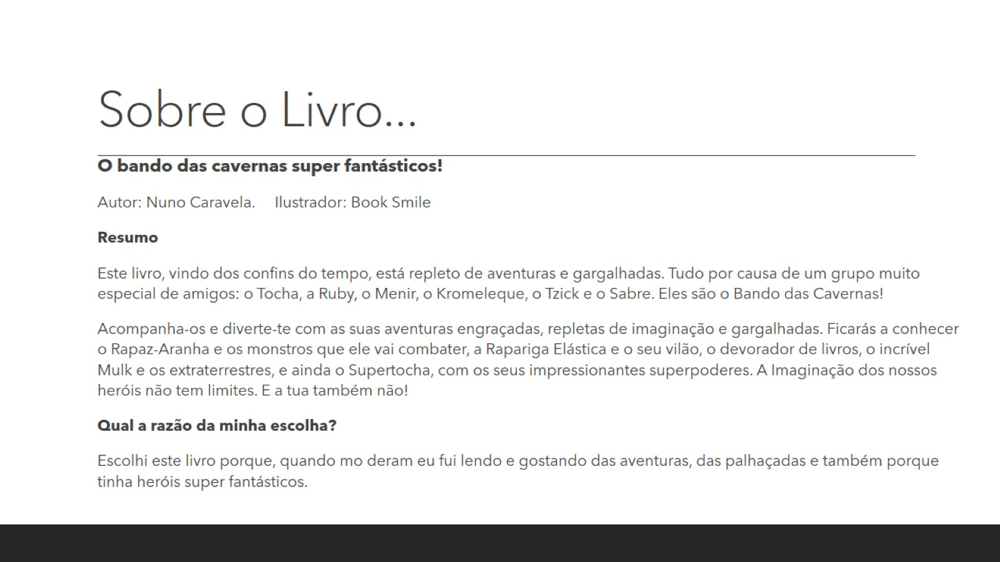 Sobre o Livro...
O bando das cavernas super fantásticos!
Autor: Nuno Caravela.    Ilustrador: Book Smile
Resumo
Este livro, vindo dos confins do tempo, está repleto de aventuras e gargalhadas. Tudo por causa de um grupo muito
especial de amigos: o Tocha, a Ruby, o Menir, o Kromeleque, o Tzick e o Sabre. Eles são o Bando das Cavernas!
Acompanha-os e diverte-te com as suas aventuras engraçadas, repletas de imaginação e gargalhadas. Ficarás a conhecer
o Rapaz-Aranha e os monstros que ele vai combater, a Rapariga Elástica e o seu vilão, o devorador de livros, o incrível
Mulk e os extraterrestres, e ainda o Supertocha, com os seus impressionantes superpoderes. A Imaginação dos nossos
heróis não tem limites. E a tua também não!
Qual a razão da minha escolha?
Escolhi este livro porque, quando mo deram eu fui lendo e gostando das aventuras, das palhaçadas e também porque
tinha heróis super fantásticos.